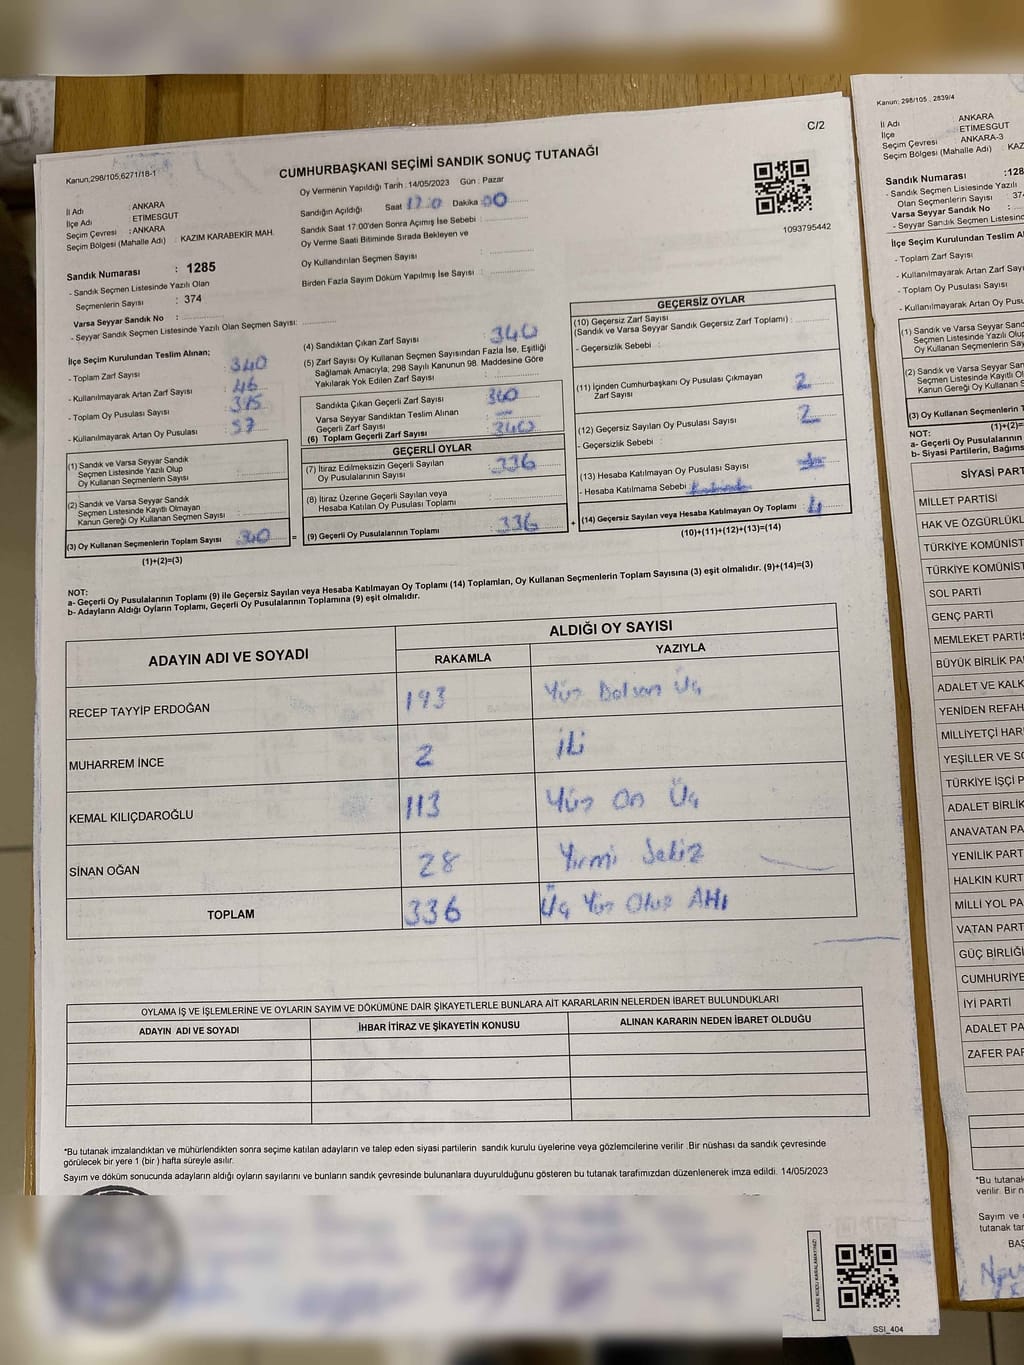 C/2
Kanun;298/105,6271/18-1
CUMHURBAŞKANI SEÇİMİ SANDIK SONUÇ TUTANAĞI
Oy Vermenin Yapıldığı Tarih : 14/05/2023 Gün : Pazar
İl Adı : ANKARA
İlçe Adı : ETİMESGUT
Seçim Çevresi : ANKARA
Seçim Bölgesi (Mahalle Adı) : KAZIM KARABEKİR MAH.
Sandığın Açıldığı Saat 17:0 Dakika 00
Sandık Saat 17:00'den Sonra Açımış İse Sebebi :
Oy Verme Saati Bitiminde Sırada Bekleyen ve
Oy Kullandırılan Seçmen Sayısı :
Birden Fazla Sayım Döküm Yapılmış İse Sayısı :
1093795442
Sandık Numarası : 1285
- Sandık Seçmen Listesinde Yazılı Olan
Seçmenlerin Sayısı : 374
Varsa Seyyar Sandık No :
- Seyyar Sandık Seçmen Listesinde Yazılı Olan Seçmen Sayısı:
İlçe Seçim Kurulundan Teslim Alınan;
- Toplam Zarf Sayısı : 340
- Kullanılmayarak Artan Zarf Sayısı : 46
- Toplam Oy Pusulası Sayısı : 375
- Kullanılmayarak Artan Oy Pusulası : 37
(1) Sandık ve Varsa Seyyar Sandık
Seçmen Listesinde Yazılı Olup
Oy Kullanan Seçmenlerin Sayısı :
(2) Sandık ve Varsa Seyyar Sandık
Seçmen Listesinde Kayıtlı Olmayan
Kanun Gereği Oy Kullanan Seçmen Sayısı :
(3) Oy Kullanan Seçmenlerin Toplam Sayısı : 340
(1)+(2)=(3)
(4) Sandıktan Çıkan Zarf Sayısı : 340
(5) Zarf Sayısı Oy Kullanan Seçmen Sayısından Fazla İse, Eşitliği
Sağlamak Amacıyla; 298 Sayılı Kanunun 98. Maddesine Göre
Yakılarak Yok Edilen Zarf Sayısı :
Sandıkta Çıkan Geçerli Zarf Sayısı : 340
Varsa Seyyar Sandıktan Teslim Alınan
Geçerli Zarf Sayısı : —
(6) Toplam Geçerli Zarf Sayısı : 340
GEÇERLİ OYLAR
(7) İtiraz Edilmeksizin Geçerli Sayılan
Oy Pusulasının Sayısı : 336
(8) İtiraz Üzerine Geçerli Sayılan veya
Hesaba Katılan Oy Pusulası Toplamı :
(9) Geçerli Oy Pusulalarının Toplamı : 336
GEÇERSİZ OYLAR
(10) Geçersiz Zarf Sayısı
(Sandık ve Varsa Seyyar Sandık Geçersiz Zarf Toplamı) :
- Geçersizlik Sebebi :
(11) İçinden Cumhurbaşkanı Oy Pusulası Çıkmayan
Zarf Sayısı : 2
(12) Geçersiz Sayılan Oy Pusulası Sayısı : 2
- Geçersizlik Sebebi :
(13) Hesaba Katılmayan Oy Pusulası Sayısı :
- Hesaba Katılmama Sebebi :
(14) Geçersiz Sayılan veya Hesaba Katılmayan Oy Toplamı : 4
(10)+(11)+(12)+(13)=(14)
NOT:
a- Geçerli Oy Pusulalarının Toplamı (9) ile Geçersiz Sayılan veya Hesaba Katılmayan Oy Toplamı (14) Toplamları, Oy Kullanan Seçmenlerin Toplam Sayısına (3) eşit olmalıdır. (9)+(14)=(3)
b- Adayların Aldığı Oyların Toplamı, Geçerli Oy Pusulalarının Toplamına (9) eşit olmalıdır.
ADAYIN ADI VE SOYADI ALDIĞI OY SAYISI
RAKAMLA YAZIYLA
RECEP TAYYİP ERDOĞAN 193 Yüz Doksan Üç
MUHARREM İNCE 2 İki
KEMAL KILIÇDAROĞLU 113 Yüz On Üç
SİNAN OĞAN 28 Yirmi Sekiz
TOPLAM 336 Üç Yüz Otuz Altı
OYLAMA İŞ VE İŞLEMLERİNE VE OYLARIN SAYIM VE DÖKÜMÜNE DAİR ŞİKAYETLERLE BUNLARA AİT KARARLARIN NELERDEN İBARET BULUNDUKLARI
ADAYIN ADI VE SOYADI İHBAR İTİRAZ VE ŞİKAYETİN KONUSU ALINAN KARARIN NEDEN İBARET OLDUĞU
*Bu tutanak imzalandıktan ve mühürlendikten sonra seçime katılan adayların ve talep eden siyasi partilerin sandık kurulu üyelerine veya gözlemcilerine verilir .Bir nüshası da sandık çevresinde
görülecek bir yere 1 (bir ) hafta süreyle asılır.
Sayım ve döküm sonucunda adayların aldığı oyların sayılarını ve bunların sandık çevresinde bulunanlara duyurulduğunu gösteren bu tutanak tarafımızdan düzenlenerek imza edildi. 14/05/2023
KARE KODU KARALAMAYINIZ!
SSİ_404
Kanun: 298/105 , 2839/4
İl Adı : ANKARA
İlçe : ETİMESGUT
Seçim Çevresi : ANKARA-3
Seçim Bölgesi (Mahalle Adı) : KAZ
Sandık Numarası :128
- Sandık Seçmen Listesinde Yazılı
Olan Seçmenlerin Sayısı : 374
Varsa Seyyar Sandık No :
- Seyyar Sandık Seçmen Listesinde
İlçe Seçim Kurulundan Teslim Al
- Toplam Zarf Sayısı
- Kullanılmayarak Artan Zarf Sayı
- Toplam Oy Pusulası Sayısı
- Kullanılmayarak Artan Oy Pusu
(1) Sandık ve Varsa Seyyar Sand
Seçmen Listesinde Yazılı Olup
Oy Kullanan Seçmenlerin Sayı
(2) Sandık ve Varsa Seyyar Sand
Seçmen Listesinde Kayıtlı Ol
Kanun Gereği Oy Kullanan Se
(3) Oy Kullanan Seçmenlerin T
(1)+(2)=
NOT:
a- Geçerli Oy Pusulalarının
b- Siyasi Partilerin, Bağıms
SİYASİ PART
MİLLET PARTİSİ
HAK VE ÖZGÜRLÜKL
TÜRKİYE KOMÜNİST
TÜRKİYE KOMÜNİST
SOL PARTİ
GENÇ PARTİ
MEMLEKET PARTİS
BÜYÜK BİRLİK PA
ADALET VE KALK
YENİDEN REFAH
MİLLİYETÇİ HAR
YEŞİLLER VE SO
TÜRKİYE İŞÇİ P
ADALET BİRLİK
ANAVATAN PA
YENİLİK PART
HALKIN KURT
MİLLİ YOL PA
VATAN PART
GÜÇ BİRLİĞİ
CUMHURİYE
İYİ PARTİ
ADALET PA
ZAFER PAR
*Bu tutanak
verilir. Bir n
Sayım ve
tutanak tar
BAŞ